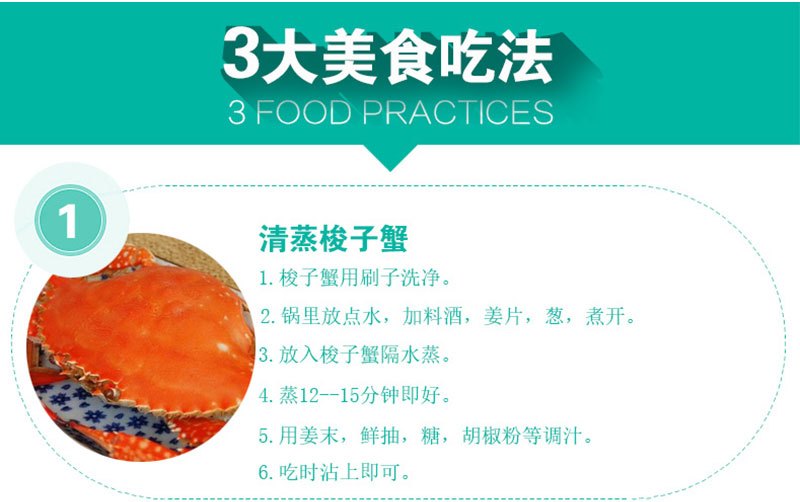 3大美食吃法
3 FOOD PRACTICES
1
清蒸梭子蟹
1. 梭子蟹用刷子洗净。
2. 锅里放点水，加料酒，姜片，葱，煮开。
3. 放入梭子蟹隔水蒸。
4. 蒸12--15分钟即好。
5. 用姜末，鲜抽，糖，胡椒粉等调汁。
6. 吃时沾上即可。